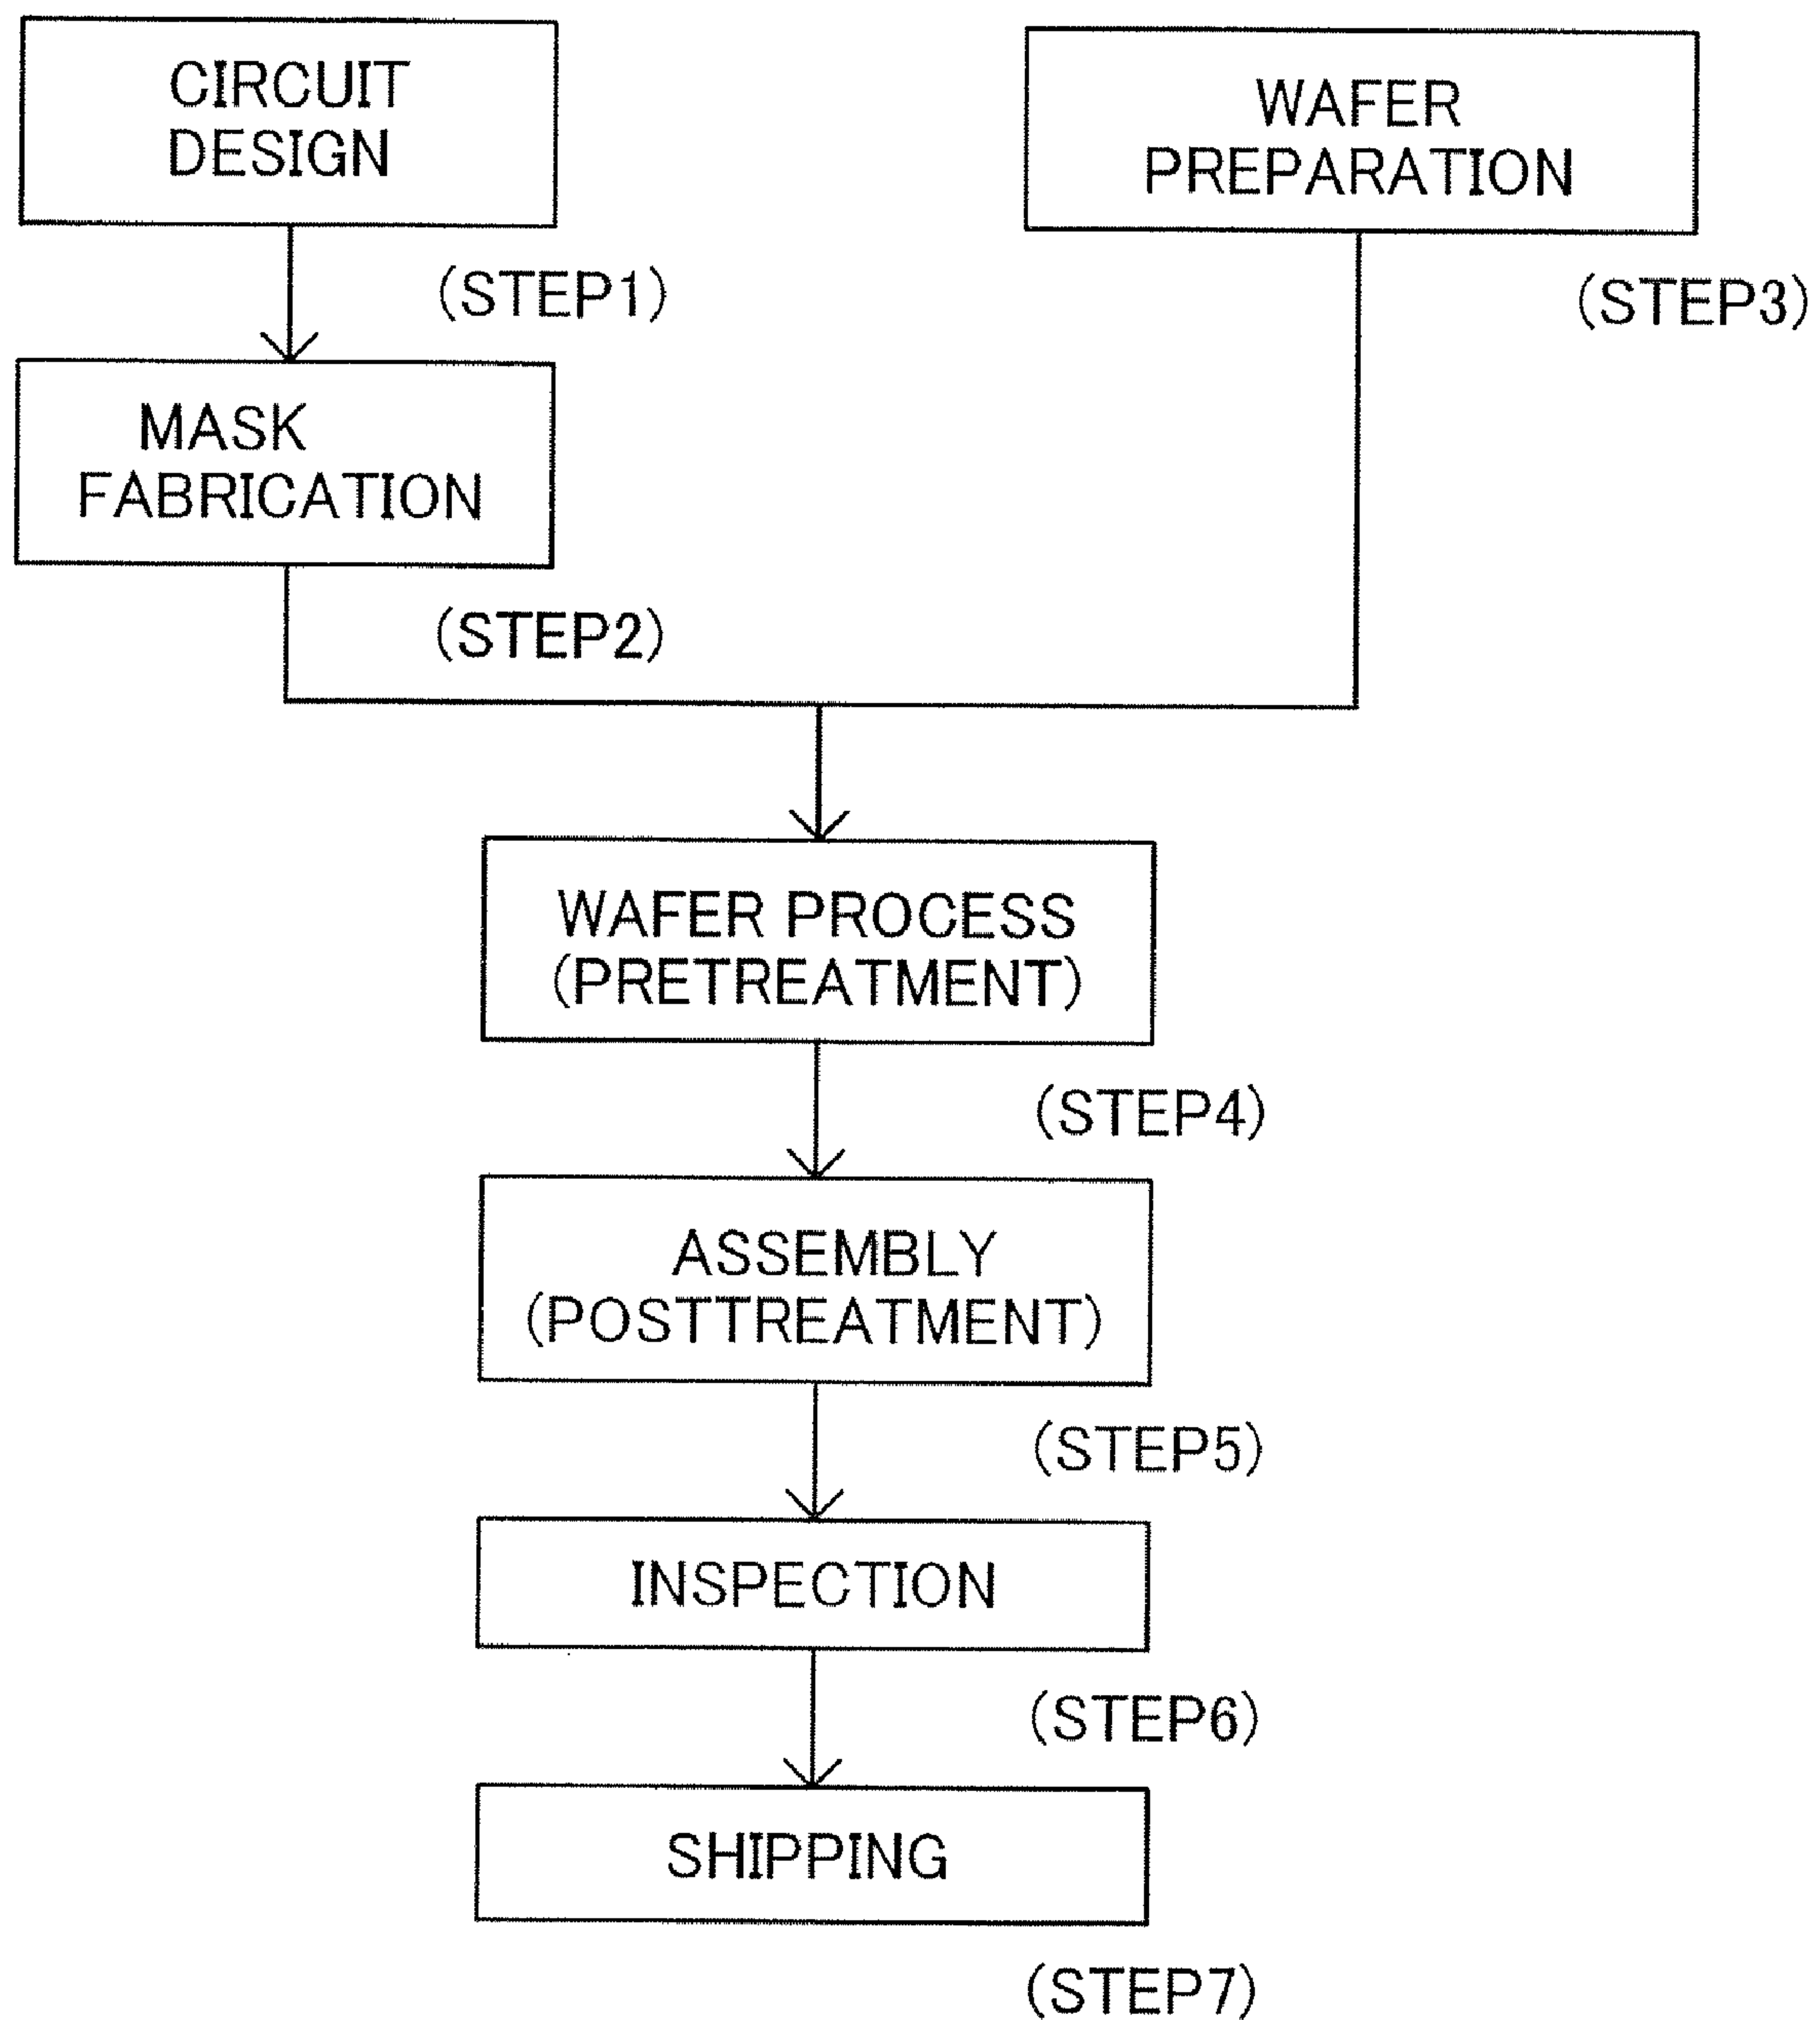 CIRCUIT
DESIGN
(STEP1)
MASK
FABRICATION
(STEP2)
WAFER
PREPARATION
(STEP3)
WAFER PROCESS
(PRETREATMENT)
(STEP4)
ASSEMBLY
(POSTTREATMENT)
(STEP5)
INSPECTION
(STEP6)
SHIPPING
(STEP7)